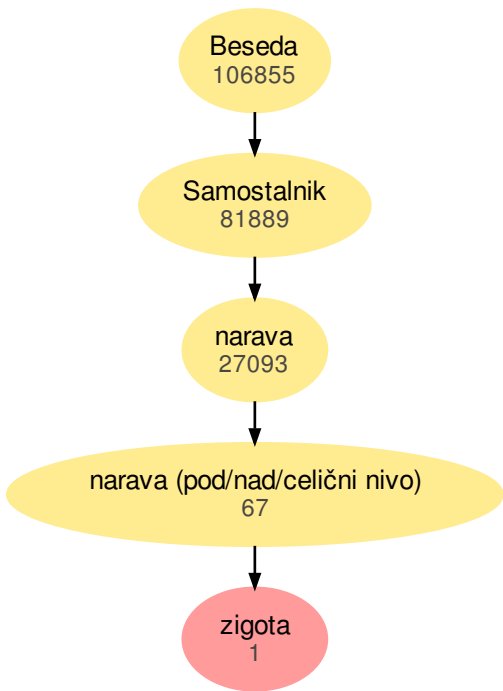 Beseda
106855
Samostalnik
81889
narava
27093
narava (pod/nad/celični nivo)
67
zigota
1